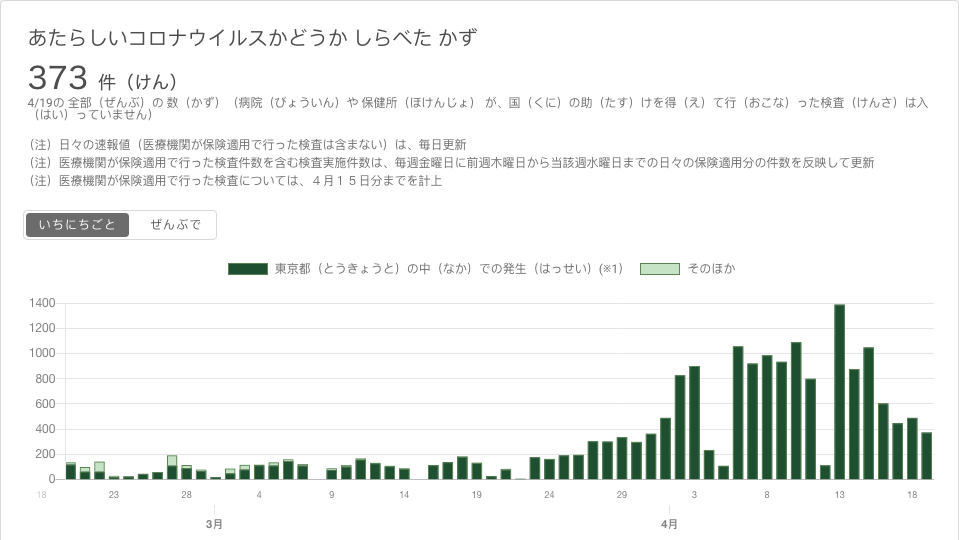 あたらしいコロナウイルスかどうか しらべた かず
373 件（けん）
4/19の 全部（ぜんぶ）の 数（かず）（病院（びょういん）や 保健所（ほけんじょ） が、国（くに）の助（たす）けを得（え）て行（おこな）った検査（けんさ）は入
（はい）っていません）
（注）日々の速報値（医療機関が保険適用で行った検査は含まない）は、毎日更新
（注）医療機関が保険適用で行った検査件数を含む検査実施件数は、毎週金曜日に前週木曜日から当該週水曜日までの日々の保険適用分の件数を反映して更新
（注）医療機関が保険適用で行った検査については、４月１５日分までを計上
いちにちごと ぜんぶで
東京都（とうきょうと）の中（なか）での発生（はっせい）(※1) そのほか
1400
1200
1000
800
600
400
200
0
18 23 28 4 9 14 19 24 29 3 8 13 18
3月 4月